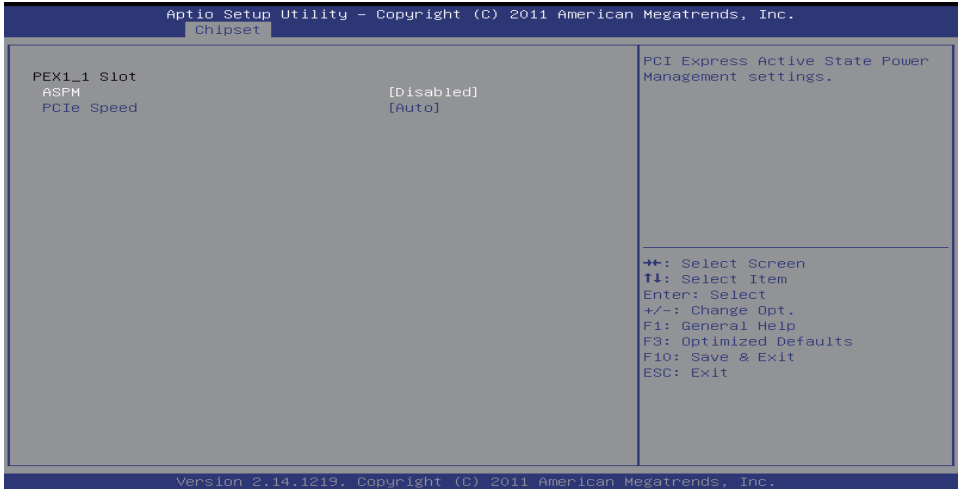 Aptio Setup Utility – Copyright (C) 2011 American Megatrends, Inc.
Chipset
PEX1_1 Slot
ASPM [Disabled]
PCIe Speed [Auto]
PCI Express Active State Power
Management settings.
→←: Select Screen
↑↓: Select Item
Enter: Select
+/-: Change Opt.
F1: General Help
F3: Optimized Defaults
F10: Save & Exit
ESC: Exit
Version 2.14.1219. Copyright (C) 2011 American Megatrends, Inc.